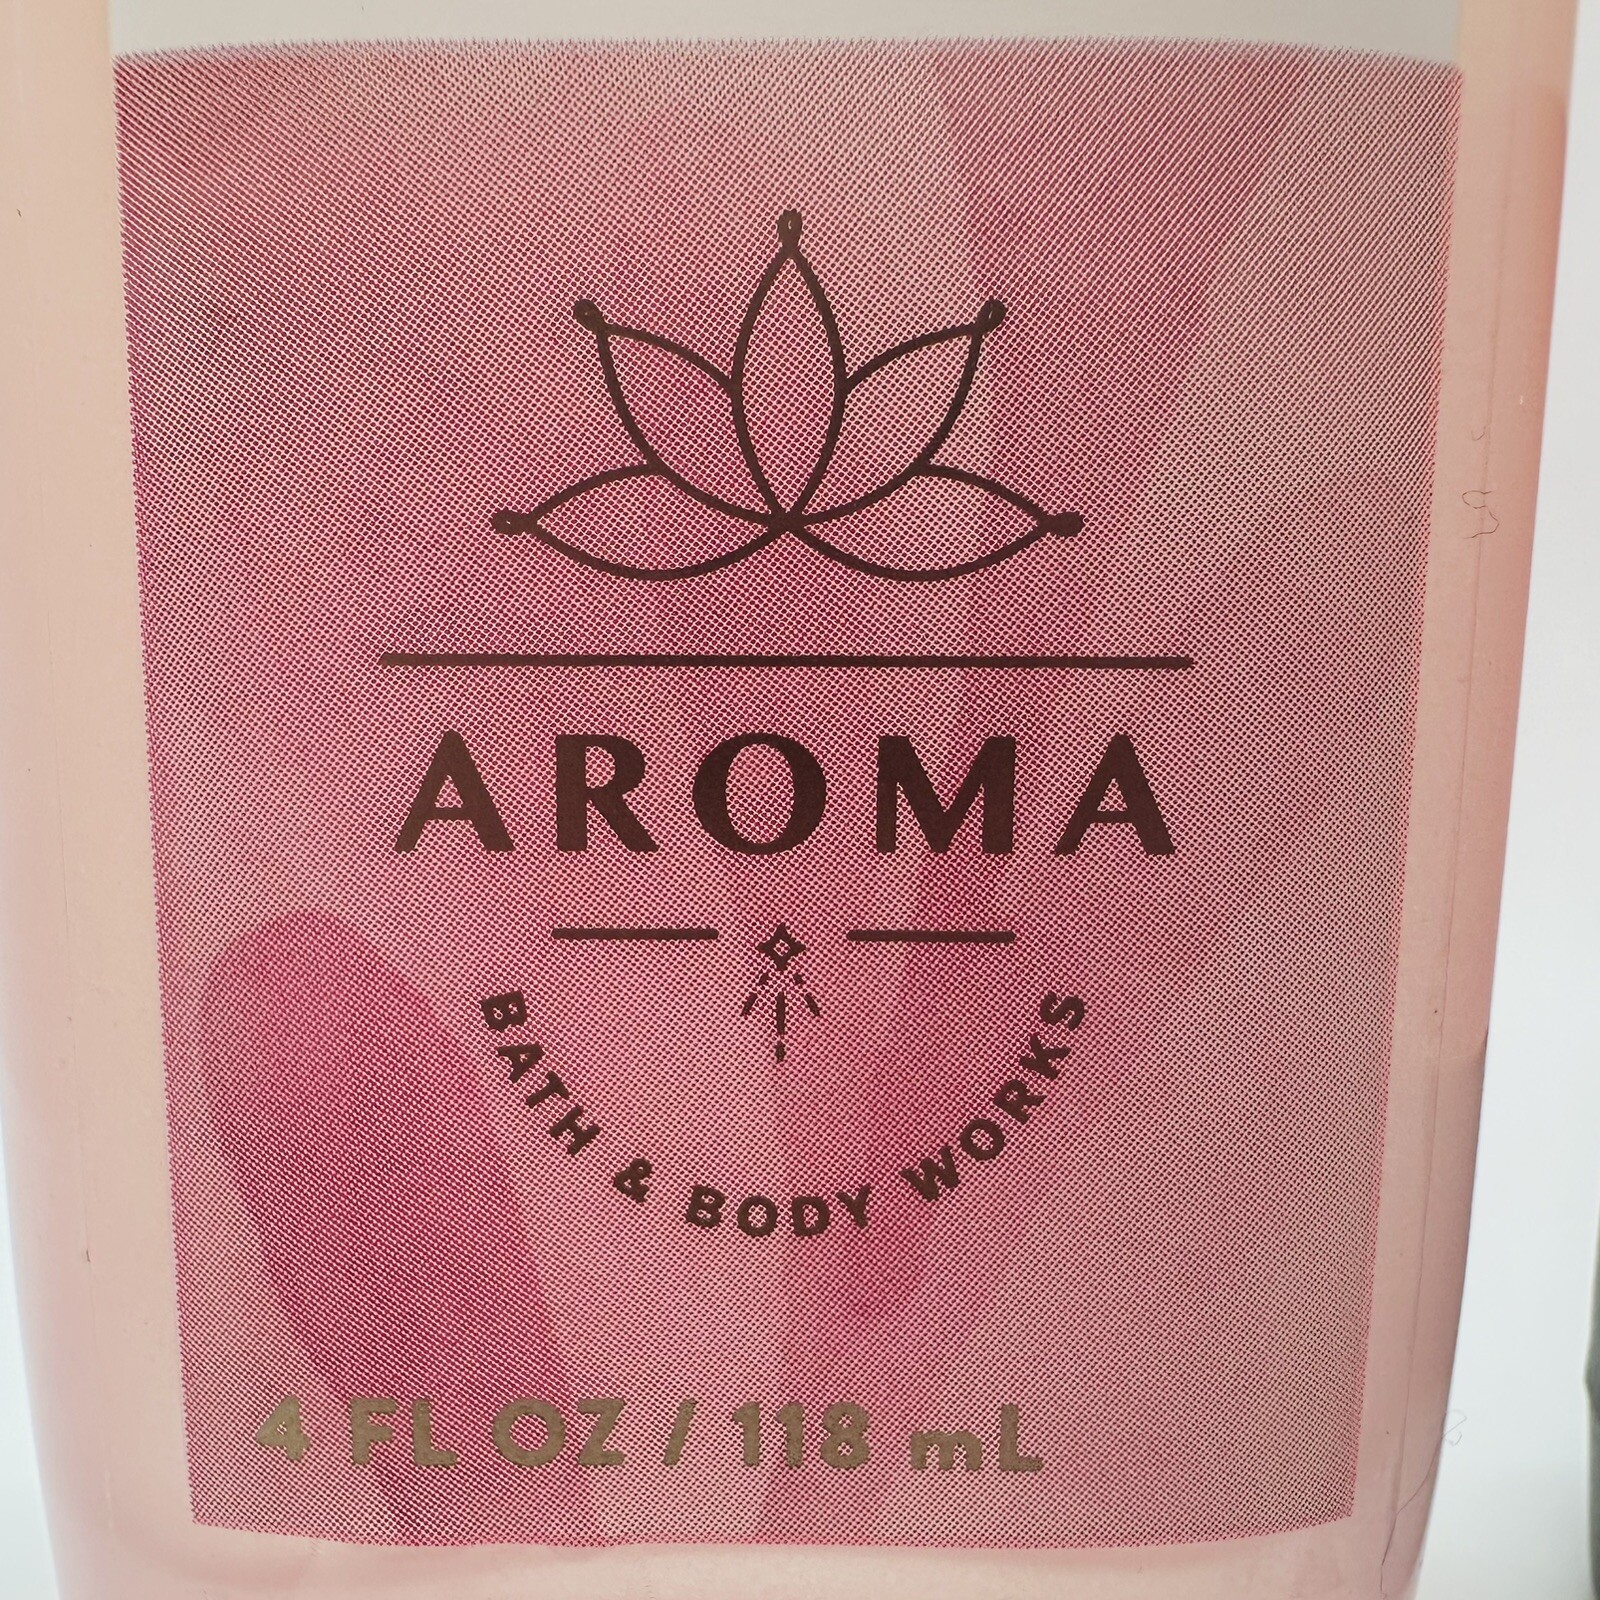 AROMA
BATH & BODY WORKS
4 FL OZ / 118 mL